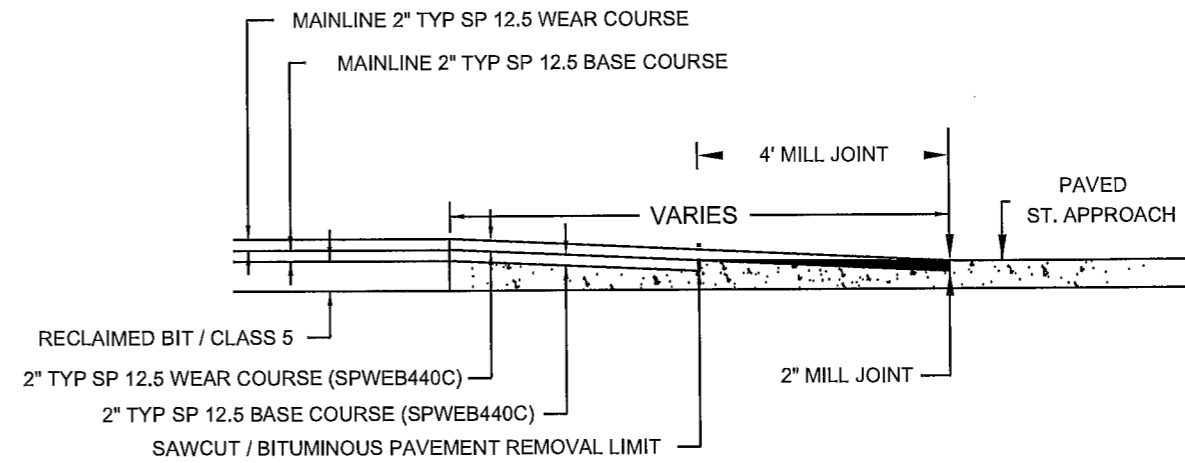 MAINLINE 2" TYP SP 12.5 WEAR COURSE
MAINLINE 2" TYP SP 12.5 BASE COURSE
4' MILL JOINT
PAVED
ST. APPROACH
VARIES
RECLAIMED BIT / CLASS 5
2" TYP SP 12.5 WEAR COURSE (SPWEB440C)
2" MILL JOINT
2" TYP SP 12.5 BASE COURSE (SPWEB440C)
SAWCUT / BITUMINOUS PAVEMENT REMOVAL LIMIT